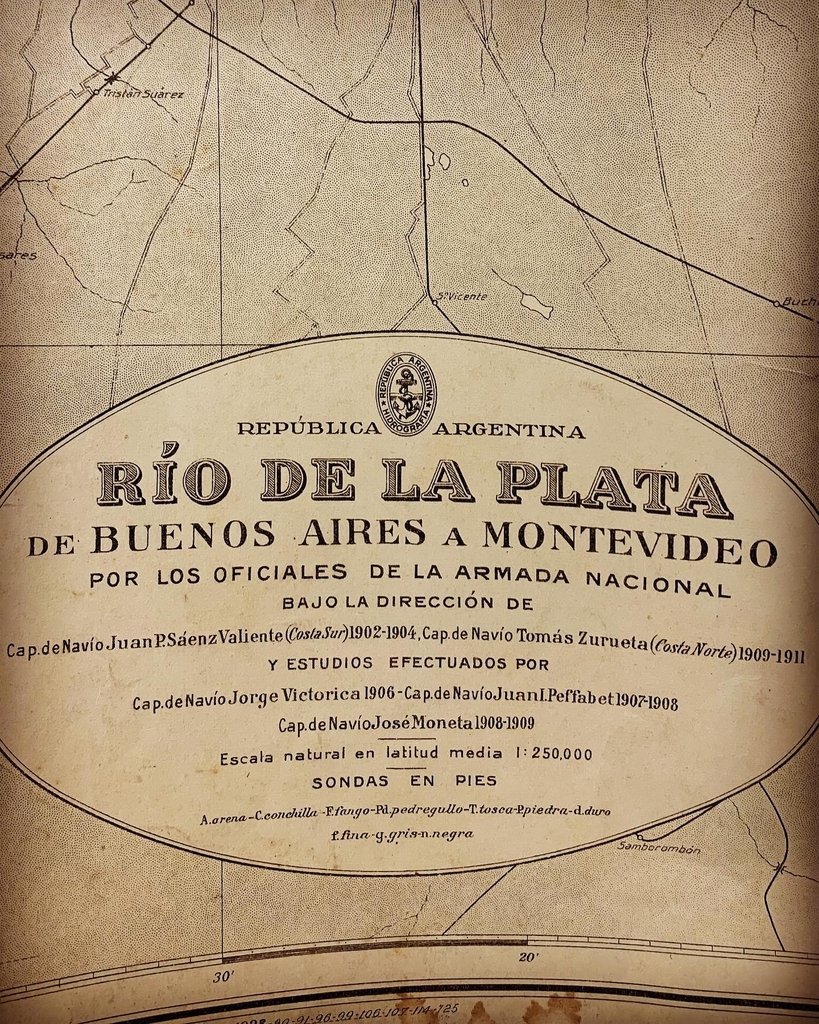 Tristán Suárez
Sn Vicente
REPÚBLICA ARGENTINA
HIDROGRAFIA
REPÚBLICA ARGENTINA
RÍO DE LA PLATA
DE BUENOS AIRES A MONTEVIDEO
POR LOS OFICIALES DE LA ARMADA NACIONAL
BAJO LA DIRECCIÓN DE
Cap.de Navío Juan P. Sáenz Valiente (Costa Sur) 1902-1904, Cap.de Navío Tomás Zurueta (Costa Norte) 1909-1911
Y ESTUDIOS EFECTUADOS POR
Cap.de Navío Jorge Victorica 1906 - Cap.de Navío Juan I. Peffabet 1907-1908
Cap.de Navío José Moneta 1908-1909
Escala natural en latitud media 1:250,000
SONDAS EN PIES
A.arena - C.conchilla - F.fango - Pd.pedregullo - T.tosca - P.piedra - d.duro
f.fina - g.gris - n.negra
Samborombón
30' 20'